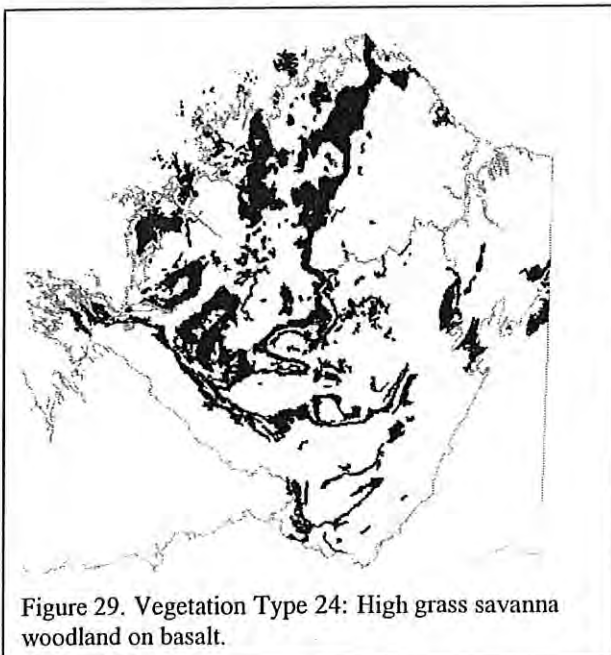 Figure 29. Vegetation Type 24: High grass savanna
woodland on basalt.